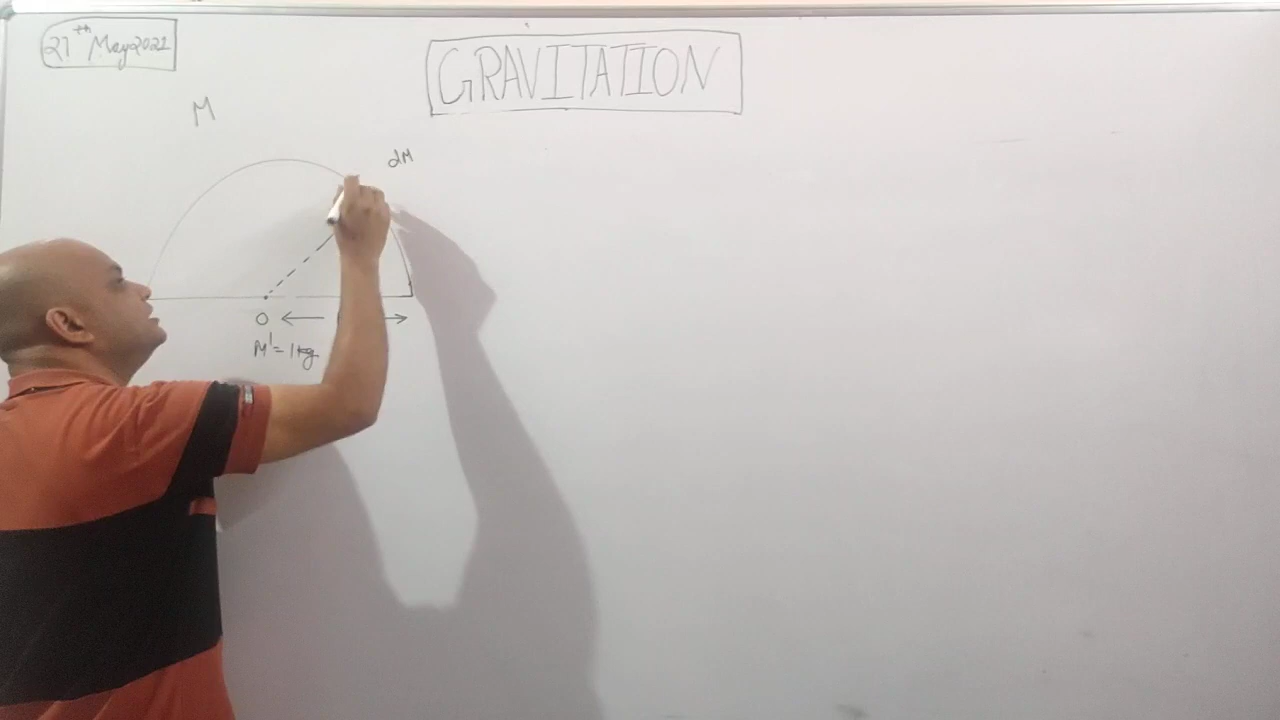 27th May 2021
GRAVITATION
M
dM
O
M' = 1kg